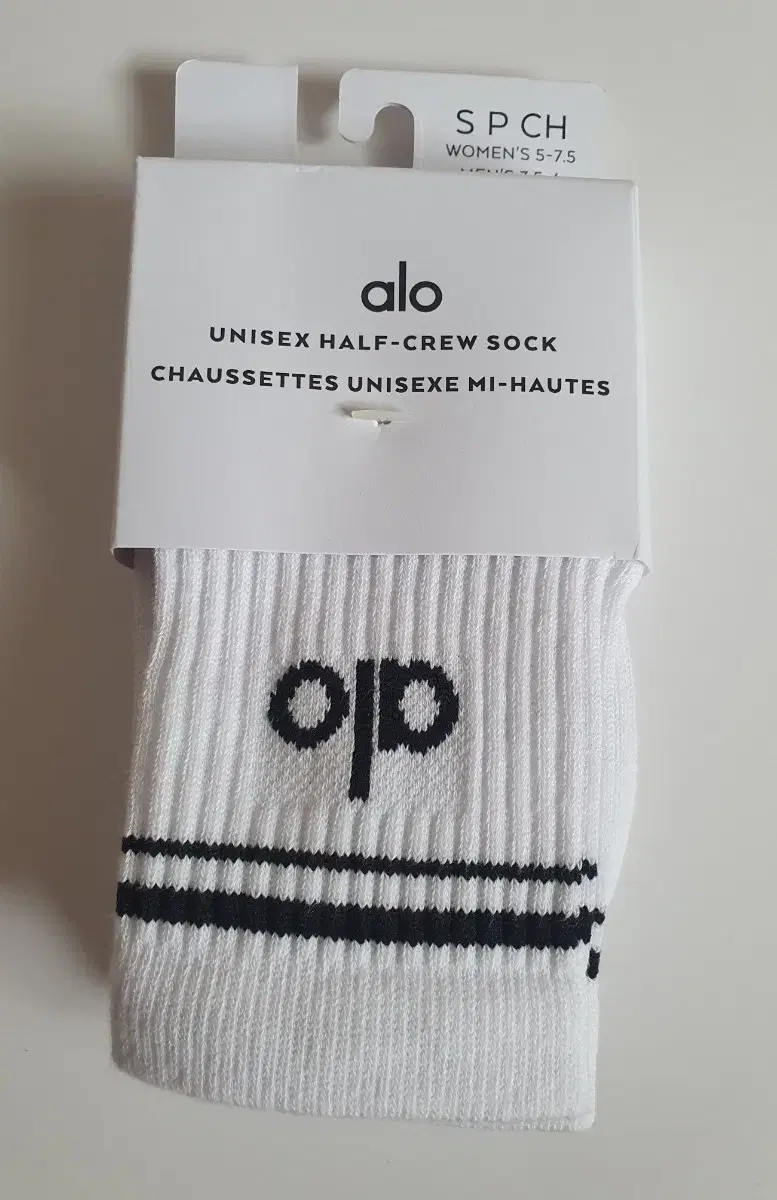 S P CH
WOMEN'S 5-7.5
alo
UNISEX HALF-CREW SOCK
CHAUSSETTES UNISEXE MI-HAUTES
alo